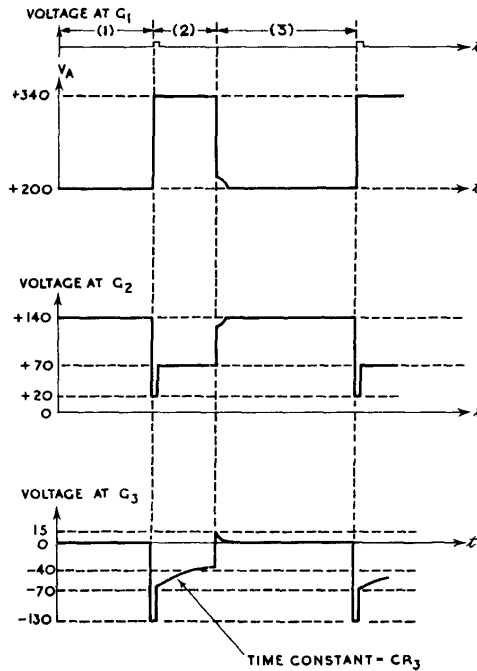 VOLTAGE AT G1
(1) (2) (3)
t
VA
+340
+200
t
VOLTAGE AT G2
+140
+70
+20
0
t
VOLTAGE AT G3
15
0
t
-40
-70
-130
TIME CONSTANT = CR3